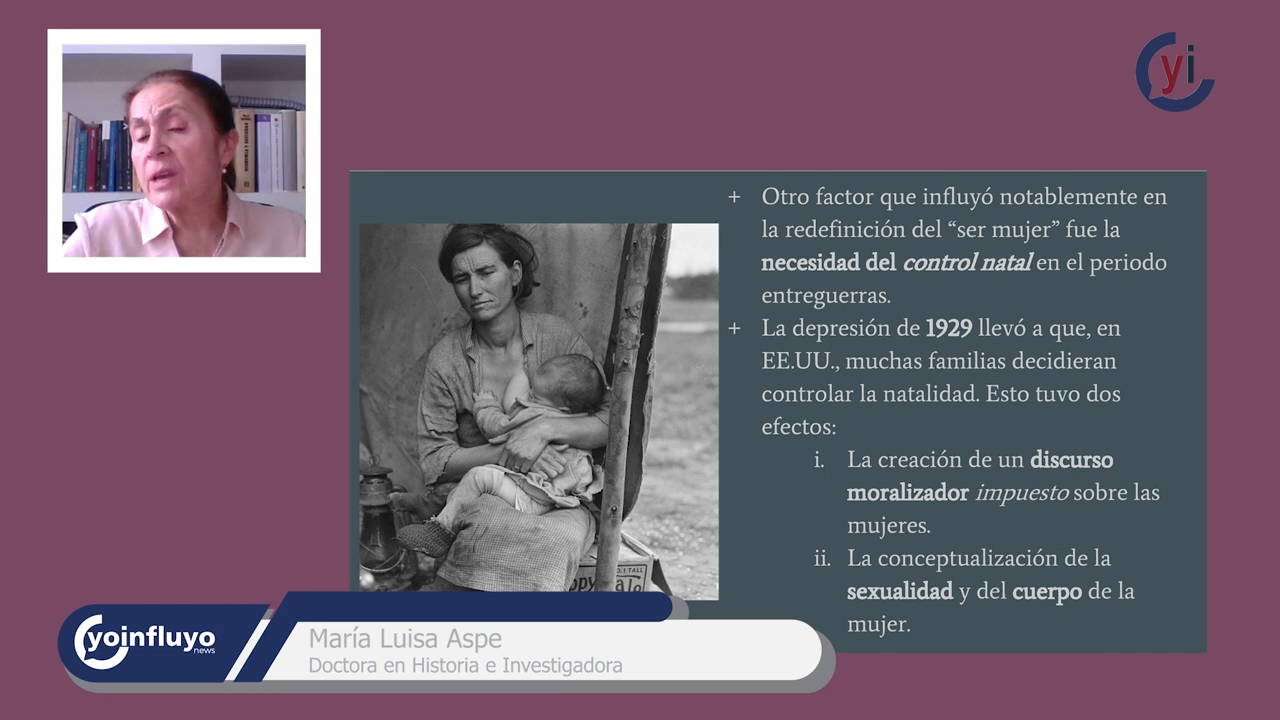 yi
+ Otro factor que influyó notablemente en
la redefinición del “ser mujer” fue la
necesidad del control natal en el periodo
entreguerras.
+ La depresión de 1929 llevó a que, en
EE.UU., muchas familias decidieran
controlar la natalidad. Esto tuvo dos
efectos:
i. La creación de un discurso
moralizador impuesto sobre las
mujeres.
ii. La conceptualización de la
sexualidad y del cuerpo de la
mujer.
yoinfluyo
news
María Luisa Aspe
Doctora en Historia e Investigadora